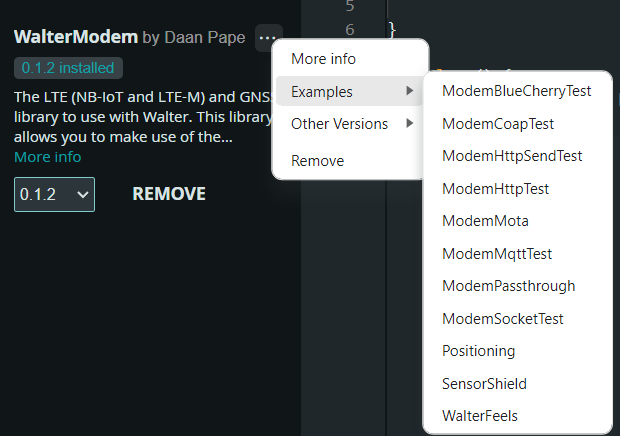 WalterModem by Daan Pape ...
0.1.2 installed
The LTE (NB-IoT and LTE-M) and GNSS
library to use with Walter. This library
allows you to make use of the...
More info
0.1.2
REMOVE
More info
Examples
Other Versions
Remove
ModemBlueCherryTest
ModemCoapTest
ModemHttpSendTest
ModemHttpTest
ModemMota
ModemMqttTest
ModemPassthrough
ModemSocketTest
Positioning
SensorShield
WalterFeels
5
6 }